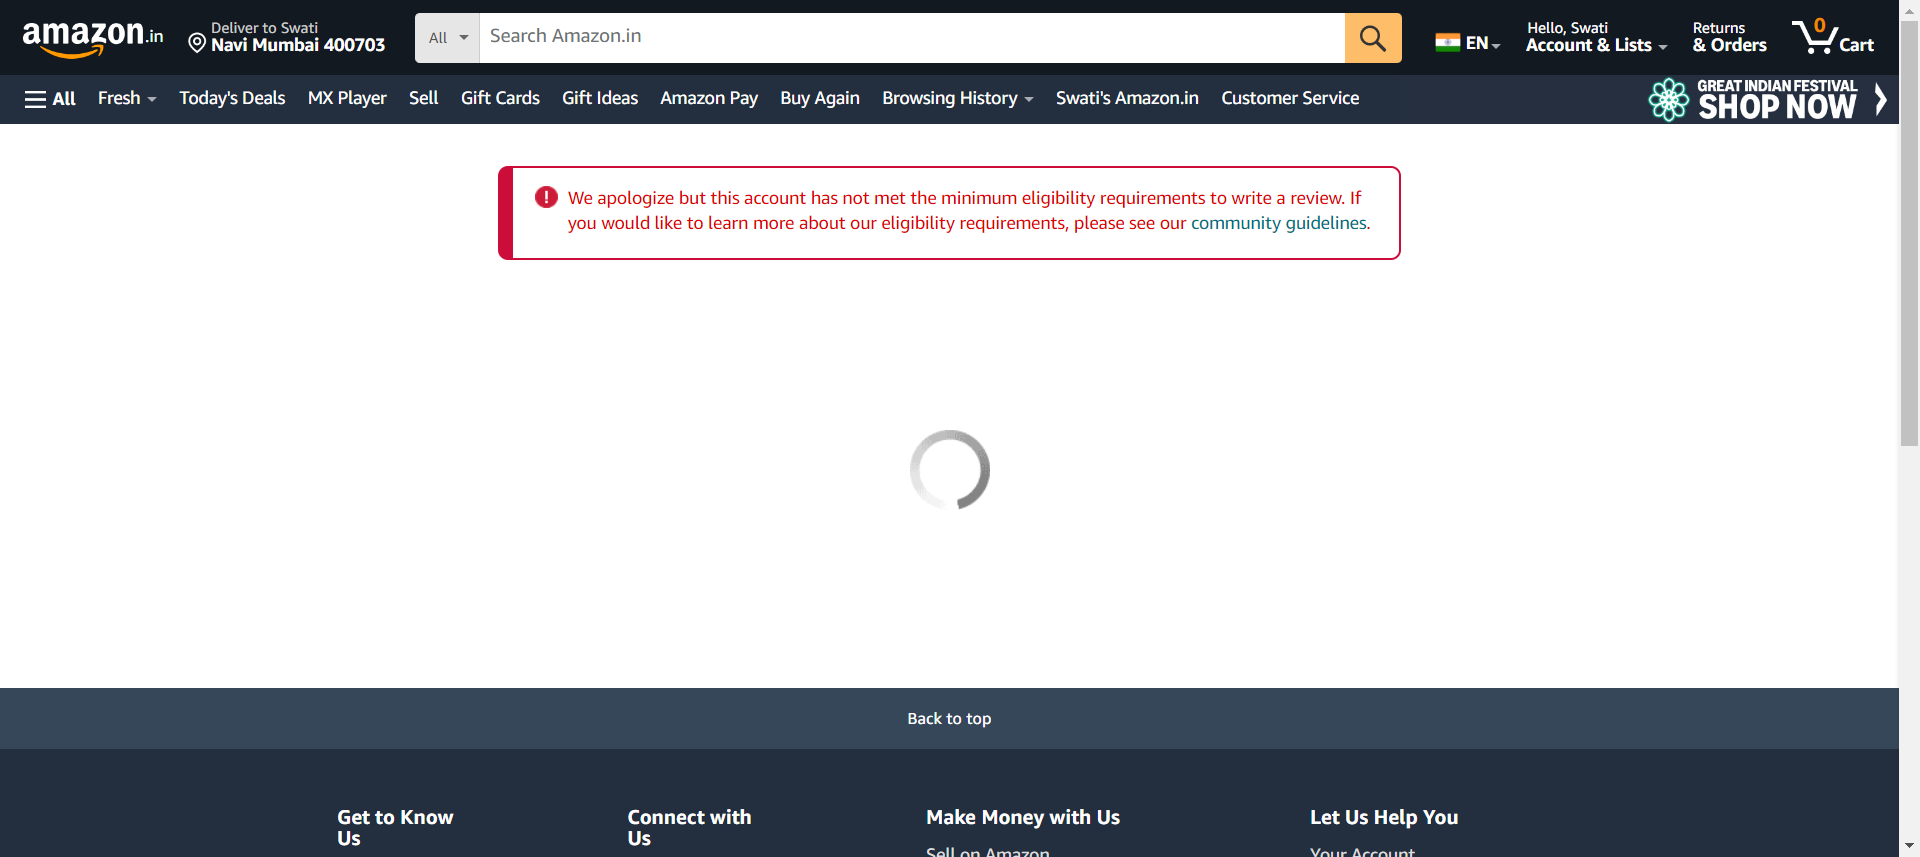 amazon.in
Deliver to Swati
Navi Mumbai 400703
All
Search Amazon.in
EN
Hello, Swati
Account & Lists
Returns
& Orders
0
Cart
All
Fresh
Today's Deals
MX Player
Sell
Gift Cards
Gift Ideas
Amazon Pay
Buy Again
Browsing History
Swati's Amazon.in
Customer Service
GREAT INDIAN FESTIVAL
SHOP NOW
We apologize but this account has not met the minimum eligibility requirements to write a review. If
you would like to learn more about our eligibility requirements, please see our community guidelines.
Back to top
Get to Know
Us
Connect with
Us
Make Money with Us
Sell on Amazon
Let Us Help You
Your Account